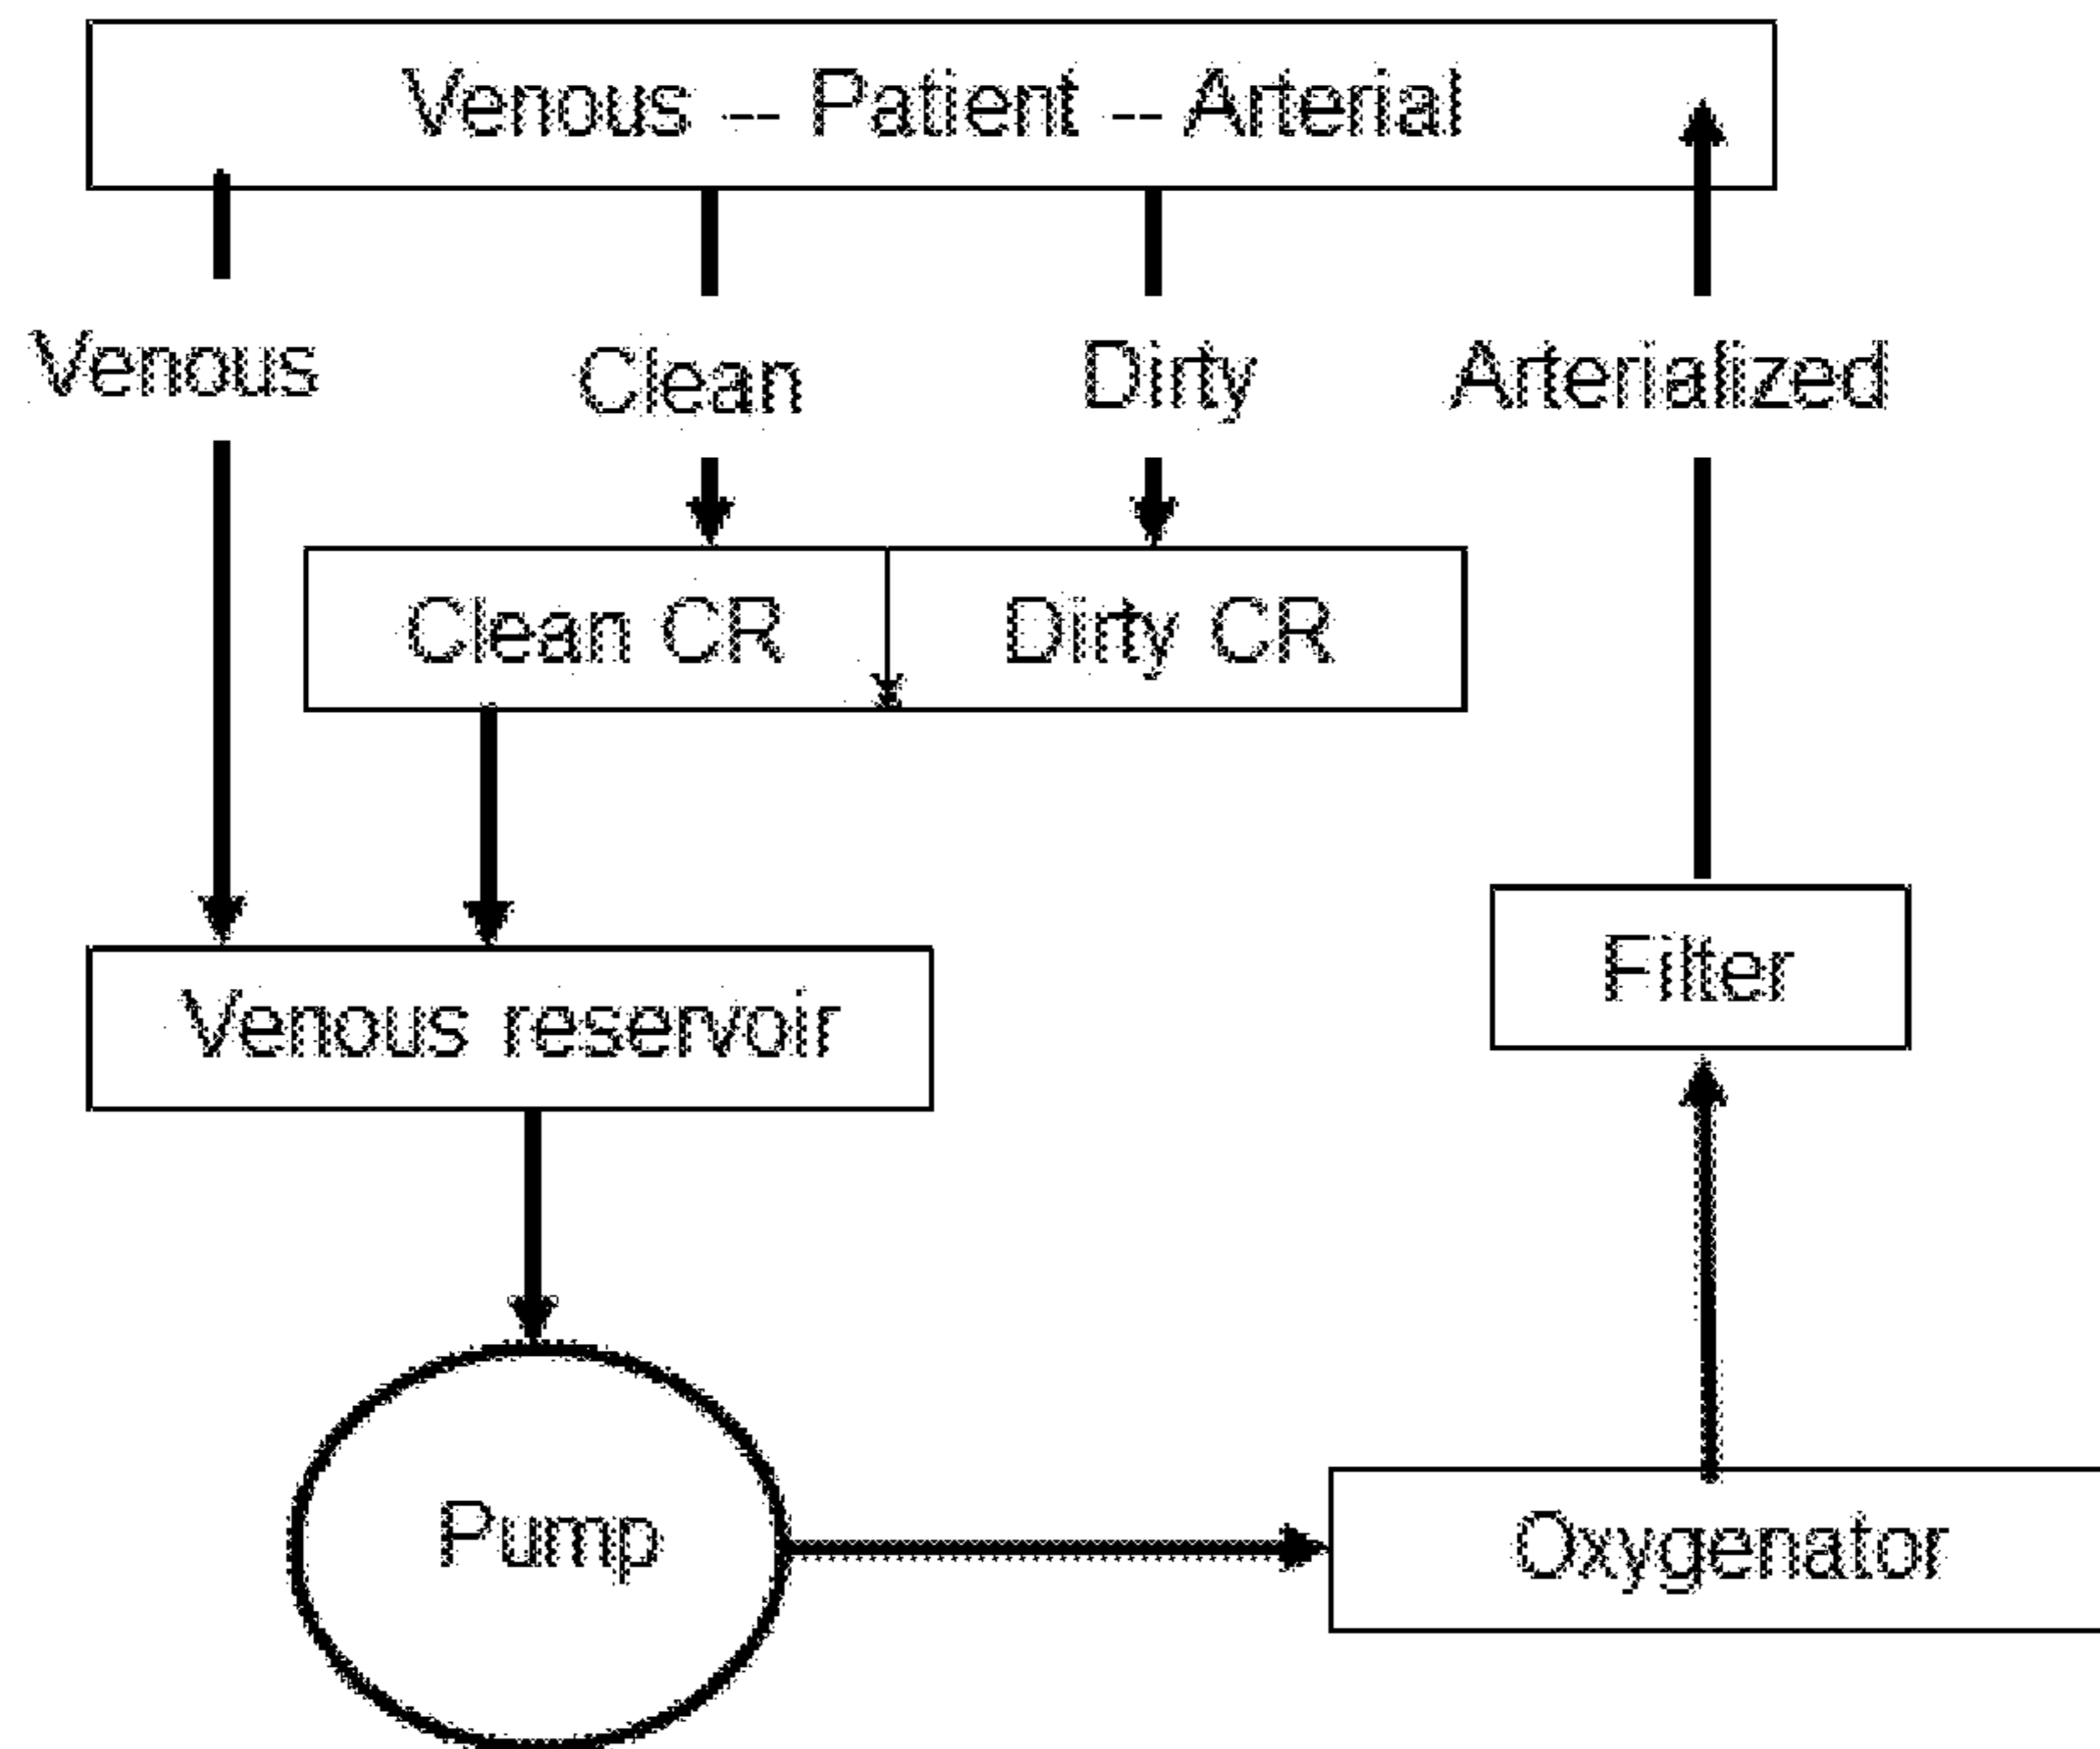 Venous -- Patient -- Arterial
Venous
Clean
Dirty
Arterialized
Clean CR
Dirty CR
Filter
Venous reservoir
Pump
Oxygenator